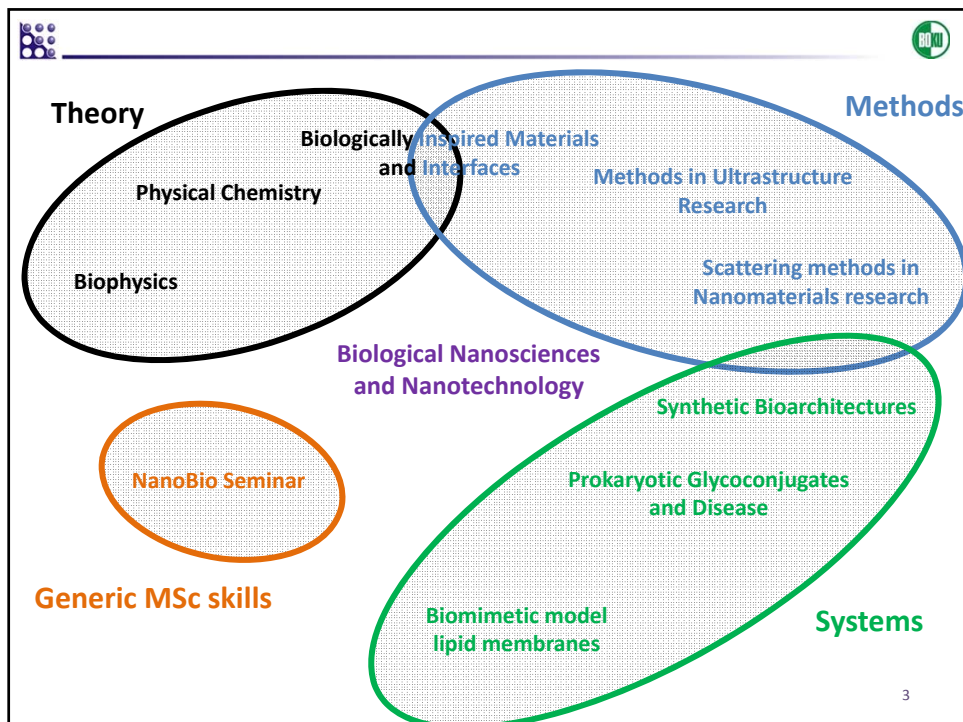 BOKU
Theory
Methods
Biologically Inspired Materials
and Interfaces
Physical Chemistry
Methods in Ultrastructure
Research
Biophysics
Scattering methods in
Nanomaterials research
Biological Nanosciences
and Nanotechnology
Synthetic Bioarchitectures
NanoBio Seminar
Prokaryotic Glycoconjugates
and Disease
Generic MSc skills
Biomimetic model
lipid membranes
Systems
3